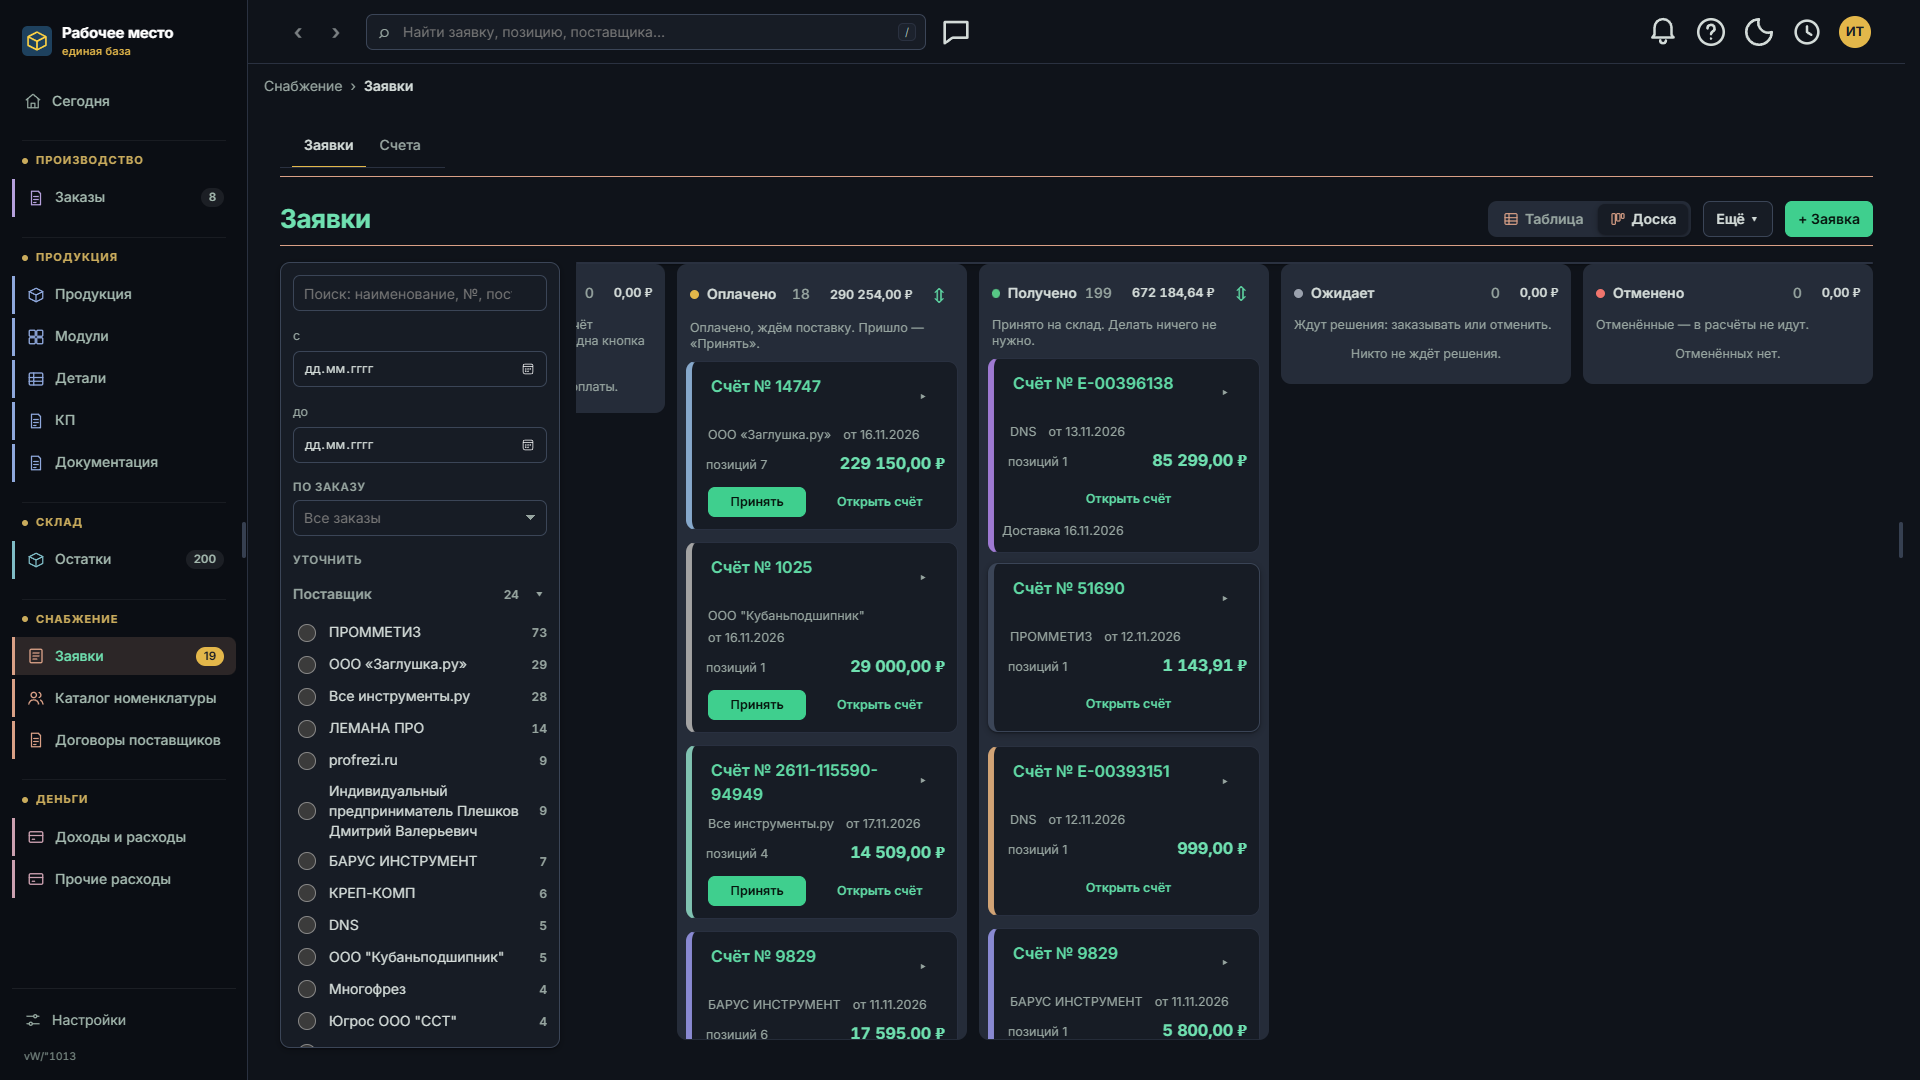 Рабочее место
единая база
Сегодня
ПРОИЗВОДСТВО
Заказы 8
ПРОДУКЦИЯ
Продукция
Модули
Детали
КП
Документация
СКЛАД
Остатки 200
СНАБЖЕНИЕ
Заявки 19
Каталог номенклатуры
Договоры поставщиков
ДЕНЬГИ
Доходы и расходы
Прочие расходы
Настройки
vW/"1013
Найти заявку, позицию, поставщика... /
ИТ
Снабжение › Заявки
Заявки Счета
Заявки
Таблица Доска Ещё + Заявка
Поиск: наименование, №, пос
с
дд.мм.гггг
до
дд.мм.гггг
ПО ЗАКАЗУ
Все заказы
УТОЧНИТЬ
Поставщик 24
ПРОММЕТИЗ 73
ООО «Заглушка.ру» 29
Все инструменты.ру 28
ЛЕМАНА ПРО 14
profrezi.ru 9
Индивидуальный
предприниматель Плешков 9
Дмитрий Валерьевич
БАРУС ИНСТРУМЕНТ 7
КРЕП-КОМП 6
DNS 5
ООО "Кубаньподшипник" 5
Многофрез 4
Югрос ООО "ССТ" 4
0 0,00 ₽
чёт
дна кнопка
оплаты.
Оплачено 18 290 254,00 ₽
Оплачено, ждём поставку. Пришло —
«Принять».
Счёт № 14747
ООО «Заглушка.ру» от 16.11.2026
позиций 7 229 150,00 ₽
Принять Открыть счёт
Счёт № 1025
ООО "Кубаньподшипник"
от 16.11.2026
позиций 1 29 000,00 ₽
Принять Открыть счёт
Счёт № 2611-115590-
94949
Все инструменты.ру от 17.11.2026
позиций 4 14 509,00 ₽
Принять Открыть счёт
Счёт № 9829
БАРУС ИНСТРУМЕНТ от 11.11.2026
позиций 6 17 595,00 ₽
Получено 199 672 184,64 ₽
Принято на склад. Делать ничего не
нужно.
Счёт № Е-00396138
DNS от 13.11.2026
позиций 1 85 299,00 ₽
Открыть счёт
Доставка 16.11.2026
Счёт № 51690
ПРОММЕТИЗ от 12.11.2026
позиций 1 1 143,91 ₽
Открыть счёт
Счёт № Е-00393151
DNS от 12.11.2026
позиций 1 999,00 ₽
Открыть счёт
Счёт № 9829
БАРУС ИНСТРУМЕНТ от 11.11.2026
позиций 1 5 800,00 ₽
Ожидает 0 0,00 ₽
Ждут решения: заказывать или отменить.
Никто не ждёт решения.
Отменено 0 0,00 ₽
Отменённые — в расчёты не идут.
Отменённых нет.